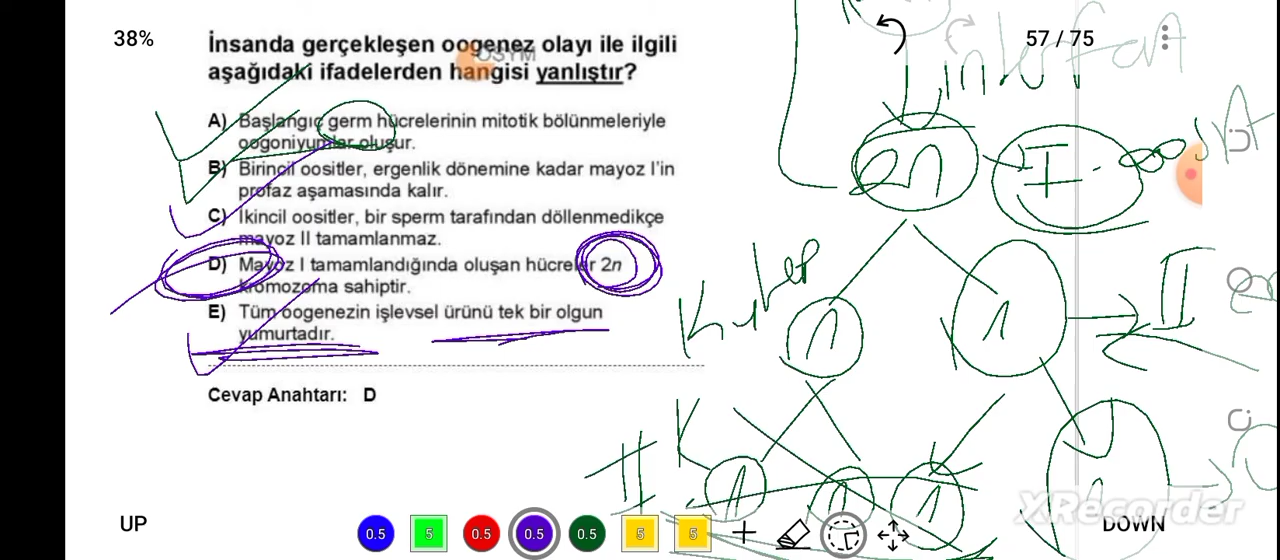 38%
57 / 75
İnsanda gerçekleşen oogenez olayı ile ilgili
aşağıdaki ifadelerden hangisi yanlıştır?
ÖSYM
A) Başlangıç germ hücrelerinin mitotik bölünmeleriyle
oogoniyumlar oluşur.
B) Birincil oositler, ergenlik dönemine kadar mayoz I'in
profaz aşamasında kalır.
C) İkincil oositler, bir sperm tarafından döllenmedikçe
mayoz II tamamlanmaz.
D) Mayoz I tamamlandığında oluşan hücreler 2n
kromozoma sahiptir.
E) Tüm oogenezin işlevsel ürünü tek bir olgun
yumurtadır.
Cevap Anahtarı: D
2n
I
n
n
II
K
n
n
n
n
UP
0.5
5
0.5
0.5
0.5
5
5
DOWN
XRecorder